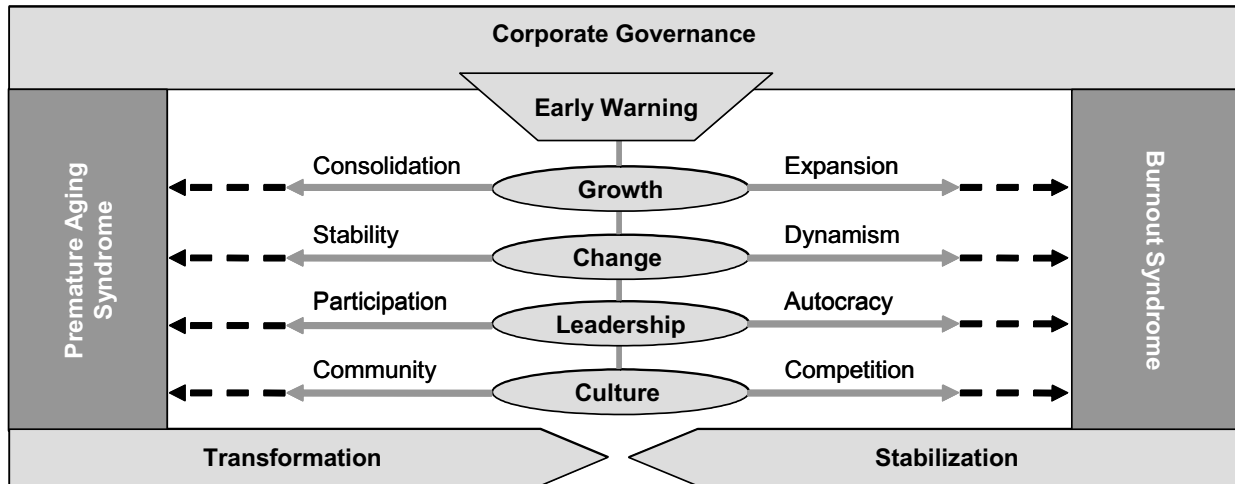 Corporate Governance
Early Warning
Premature Aging
Syndrome
Burnout Syndrome
Consolidation
Growth
Expansion
Stability
Change
Dynamism
Participation
Leadership
Autocracy
Community
Culture
Competition
Transformation
Stabilization